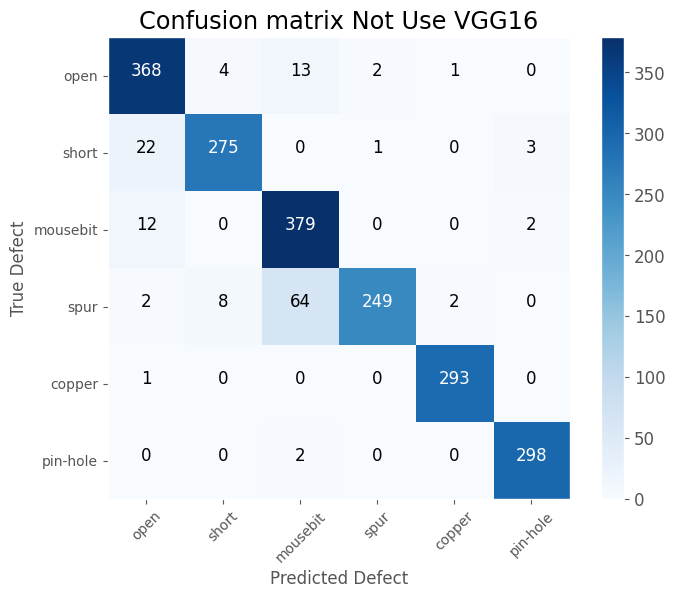 Confusion matrix Not Use VGG16
open 368 4 13 2 1 0
short 22 275 0 1 0 3
mousebit 12 0 379 0 0 2
spur 2 8 64 249 2 0
copper 1 0 0 0 293 0
pin-hole 0 0 2 0 0 298
open short mousebit spur copper pin-hole
Predicted Defect
True Defect
350
300
250
200
150
100
50
0